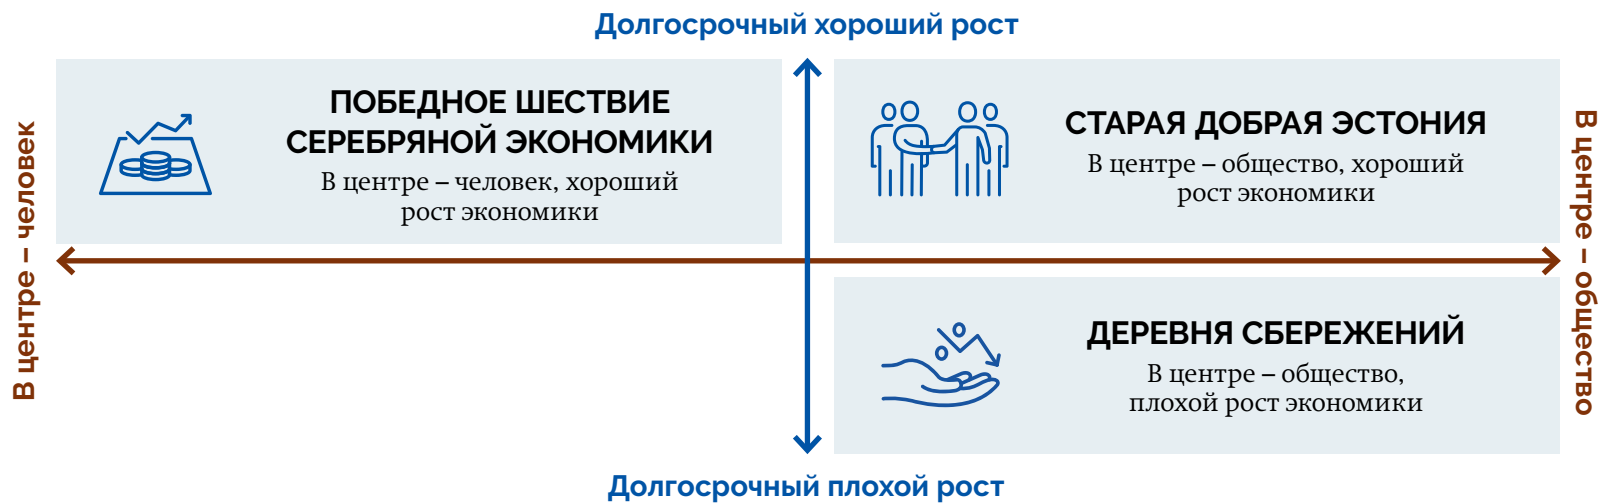 Долгосрочный хороший рост
В центре – человек
ПОБЕДНОЕ ШЕСТВИЕ
СЕРЕБРЯНОЙ ЭКОНОМИКИ
В центре – человек, хороший
рост экономики
СТАРАЯ ДОБРАЯ ЭСТОНИЯ
В центре – общество, хороший
рост экономики
В центре – общество
ДЕРЕВНЯ СБЕРЕЖЕНИЙ
В центре – общество,
плохой рост экономики
Долгосрочный плохой рост